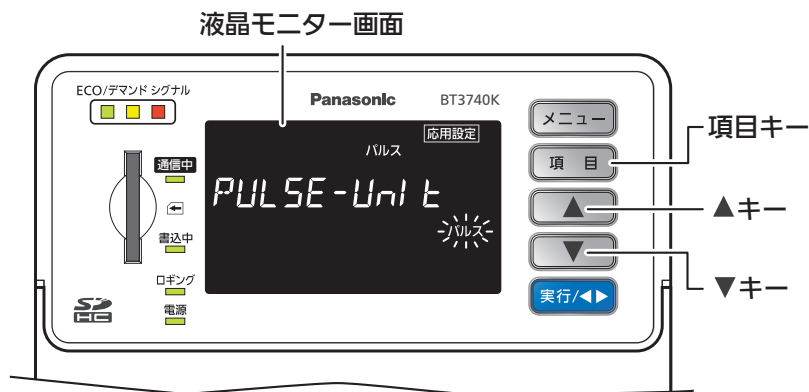 液晶モニター画面
ECO/デマンド シグナル
Panasonic
BT3740K
メニュー
応用設定
パルス
項目キー
通信中
項 目
PULSE-Unit
▲キー
パルス
書込中
▼キー
ロギング
実行/◀▶
SD
HC
電源